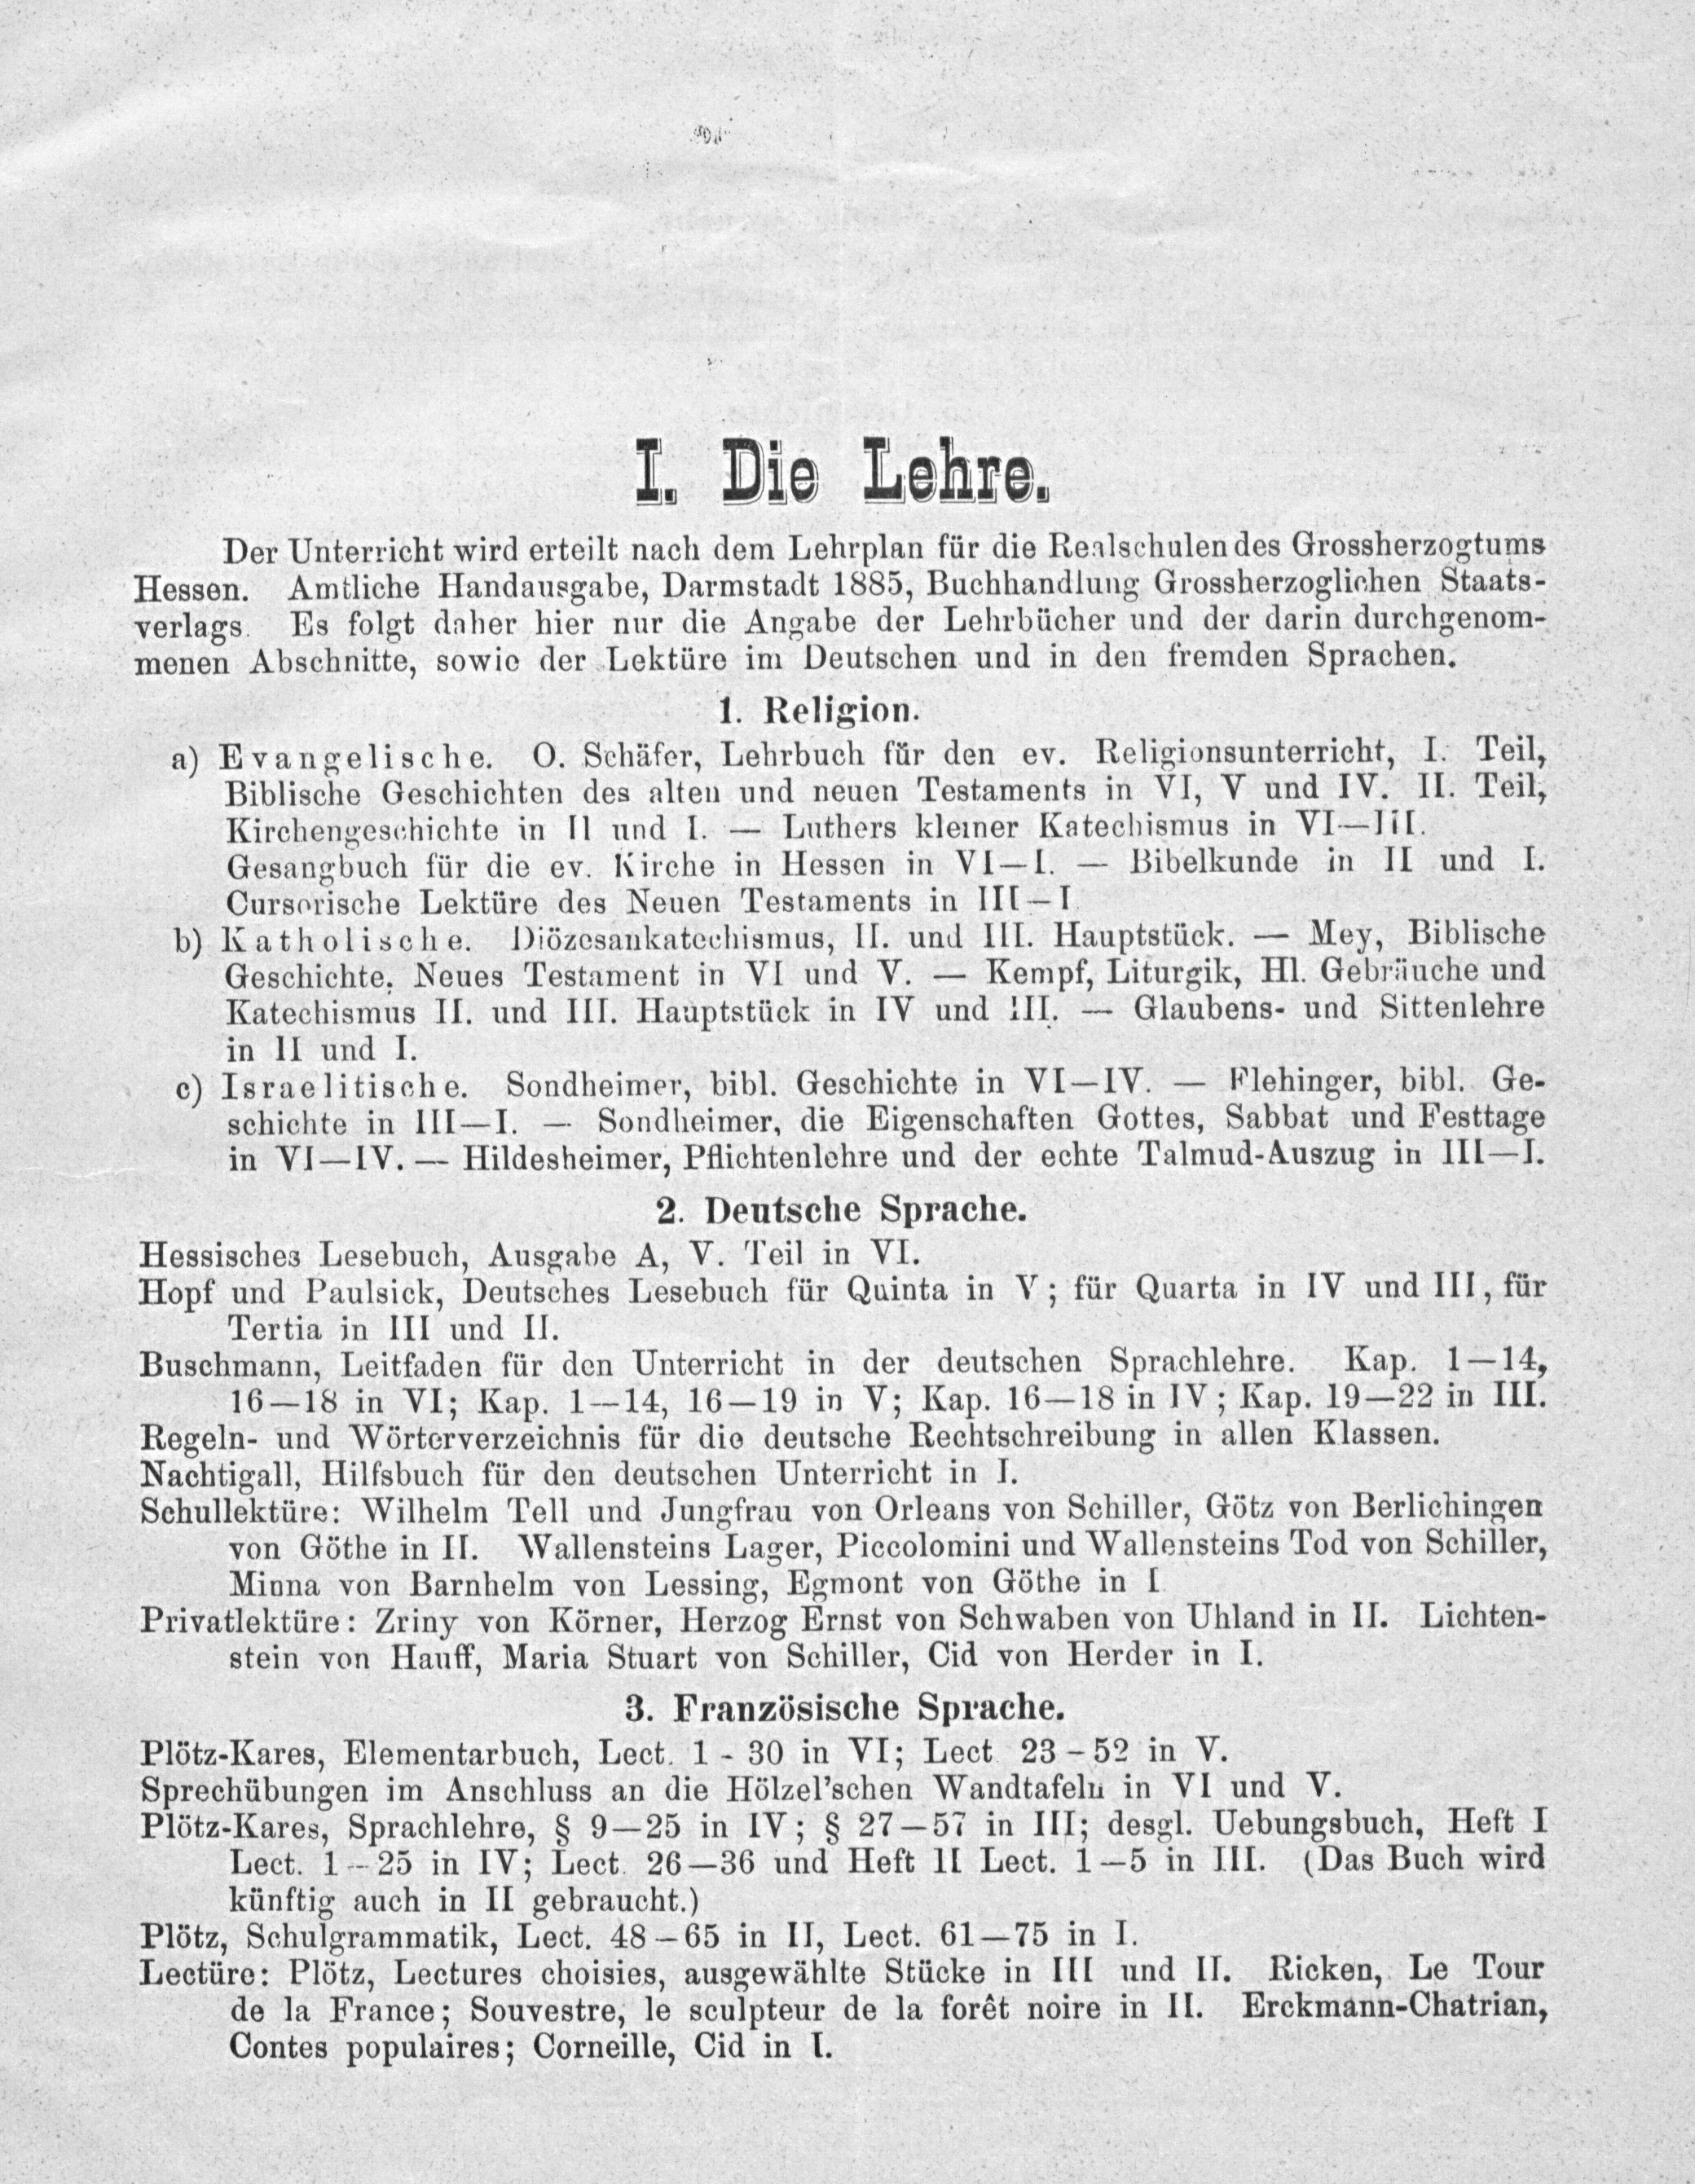 I. Die Lehre.
Der Unterricht wird erteilt nach dem Lehrplan für die Realschulen des Grossherzogtums
Hessen. Amtliche Handausgabe, Darmstadt 1885, Buchhandlung Grossherzoglichen Staats-
verlags. Es folgt daher hier nur die Angabe der Lehrbücher und der darin durchgenom-
menen Abschnitte, sowie der Lektüre im Deutschen und in den fremden Sprachen.
1. Religion.
a) Evangelische. O. Schäfer, Lehrbuch für den ev. Religionsunterricht, I. Teil,
Biblische Geschichten des alten und neuen Testaments in VI, V und IV. II. Teil,
Kirchengeschichte in II und I. — Luthers kleiner Katechismus in VI—III.
Gesangbuch für die ev. Kirche in Hessen in VI—I. — Bibelkunde in II und I.
Cursorische Lektüre des Neuen Testaments in III—I
b) Katholische. Diözesankatechismus, II. und III. Hauptstück. — Mey, Biblische
Geschichte, Neues Testament in VI und V. — Kempf, Liturgik, Hl. Gebräuche und
Katechismus II. und III. Hauptstück in IV und III. — Glaubens- und Sittenlehre
in II und I.
c) Israelitische. Sondheimer, bibl. Geschichte in VI—IV. — Flehinger, bibl. Ge-
schichte in III—I. — Sondheimer, die Eigenschaften Gottes, Sabbat und Festtage
in VI—IV. — Hildesheimer, Pflichtenlehre und der echte Talmud-Auszug in III—I.
2. Deutsche Sprache.
Hessisches Lesebuch, Ausgabe A, V. Teil in VI.
Hopf und Paulsick, Deutsches Lesebuch für Quinta in V; für Quarta in IV und III, für
Tertia in III und II.
Buschmann, Leitfaden für den Unterricht in der deutschen Sprachlehre. Kap. 1—14,
16—18 in VI; Kap. 1—14, 16—19 in V; Kap. 16—18 in IV; Kap. 19—22 in III.
Regeln- und Wörterverzeichnis für die deutsche Rechtschreibung in allen Klassen.
Nachtigall, Hilfsbuch für den deutschen Unterricht in I.
Schullektüre: Wilhelm Tell und Jungfrau von Orleans von Schiller, Götz von Berlichingen
von Göthe in II. Wallensteins Lager, Piccolomini und Wallensteins Tod von Schiller,
Minna von Barnhelm von Lessing, Egmont von Göthe in I
Privatlektüre: Zriny von Körner, Herzog Ernst von Schwaben von Uhland in II. Lichten-
stein von Hauff, Maria Stuart von Schiller, Cid von Herder in I.
3. Französische Sprache.
Plötz-Kares, Elementarbuch, Lect. 1 - 30 in VI; Lect 23 – 52 in V.
Sprechübungen im Anschluss an die Hölzel'schen Wandtafeln in VI und V.
Plötz-Kares, Sprachlehre, § 9—25 in IV; § 27—57 in III; desgl. Uebungsbuch, Heft I
Lect. 1—25 in IV; Lect. 26—36 und Heft II Lect. 1—5 in III. (Das Buch wird
künftig auch in II gebraucht.)
Plötz, Schulgrammatik, Lect. 48—65 in II, Lect. 61—75 in I.
Lectüre: Plötz, Lectures choisies, ausgewählte Stücke in III und II. Ricken, Le Tour
de la France; Souvestre, le sculpteur de la forêt noire in II. Erckmann-Chatrian,
Contes populaires; Corneille, Cid in I.